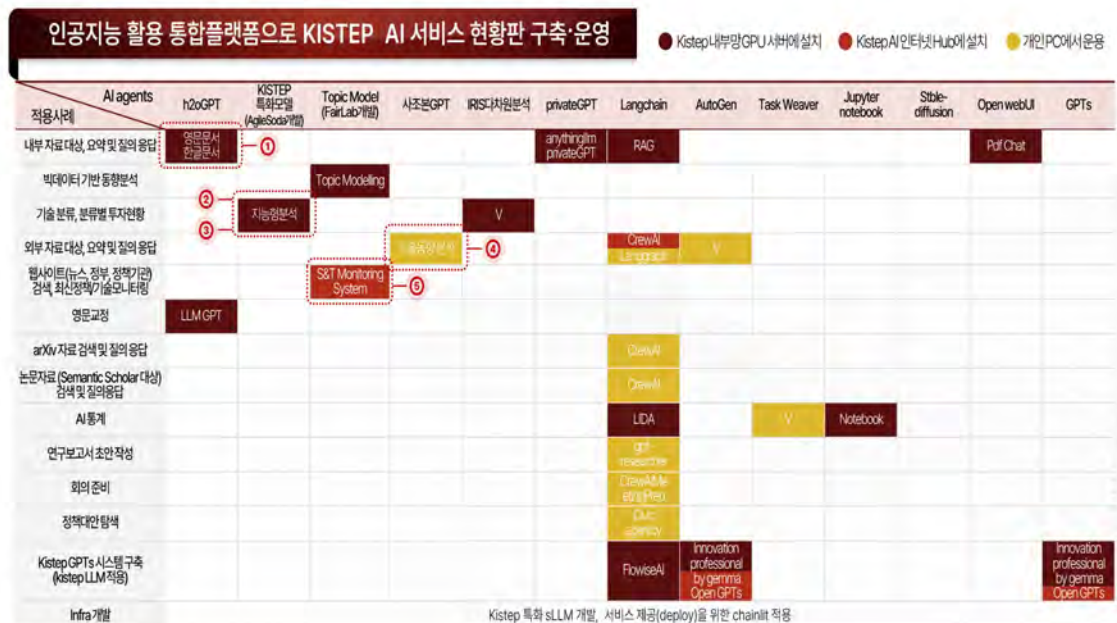 인공지능 활용 통합플랫폼으로 KISTEP AI 서비스 현황판 구축·운영
Kistep 내부망 GPU 서버에 설치
Kistep AI 인터넷 Hub에 설치
개인 PC에서 운용
AI agents
적용사례
h2oGPT
KISTEP
특화모델
(AgileSoda개발)
Topic Model
(FairLab개발)
사조본GPT
IRIS다차원분석
privateGPT
Langchain
AutoGen
Task Weaver
Jupyter
notebook
Stble-
diffusion
Open webUI
GPTs
내부 자료 대상, 요약 및 질의 응답
영문문서
한글문서
①
anythingllm
privateGPT
RAG
Pdf Chat
빅데이터 기반 동향분석
Topic Modelling
②
기술 분류, 분류별 투자현황
③
지능형분석
V
외부 자료 대상, 요약 및 질의 응답
④
CrewAI
Langgraph
V
웹사이트(뉴스, 정부, 정책기관)
검색, 최신정책/기술모니터링
S&T Monitoring
System
⑤
영문교정
LLM GPT
arXiv 자료 검색 및 질의 응답
CrewAI
논문자료 (Semantic Scholar 대상)
검색 및 질의응답
CrewAI
AI 통계
LIDA
V
Notebook
연구보고서 초안 작성
gpt
researcher
회의 준비
CrewAIMe
etingPrep
정책대안 탐색
Kistep GPTs 시스템 구축
(kistep LLM 적용)
FlowiseAI
Innovation
professional
by gemma
Open GPTs
Innovation
professional
by gemma
Open GPTs
Infra 개발
Kistep 특화 sLLM 개발, 서비스 제공(deploy)을 위한 chainlit 적용